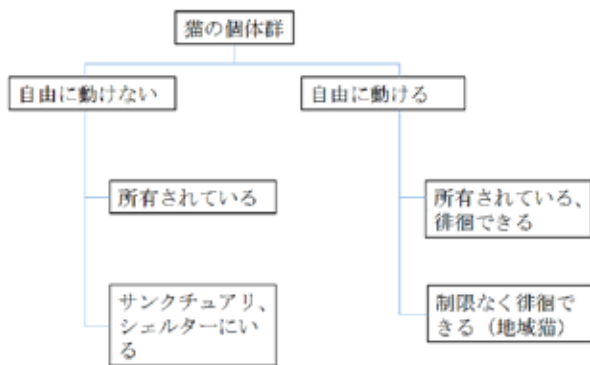 猫の個体群
自由に動けない
自由に動ける
所有されている
所有されている、
徘徊できる
サンクチュアリ、
シェルターにい
る
制限なく徘徊で
きる（地域猫）